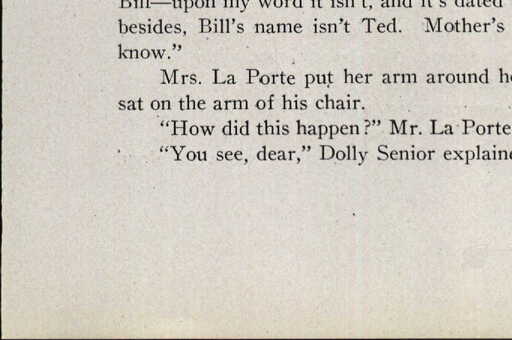 Bill—upon my word it isn't, and it's dated
besides, Bill's name isn't Ted. Mother's
know."
Mrs. La Porte put her arm around
sat on the arm of his chair.
"How did this happen?" Mr. La Porte
"You see, dear," Dolly Senior